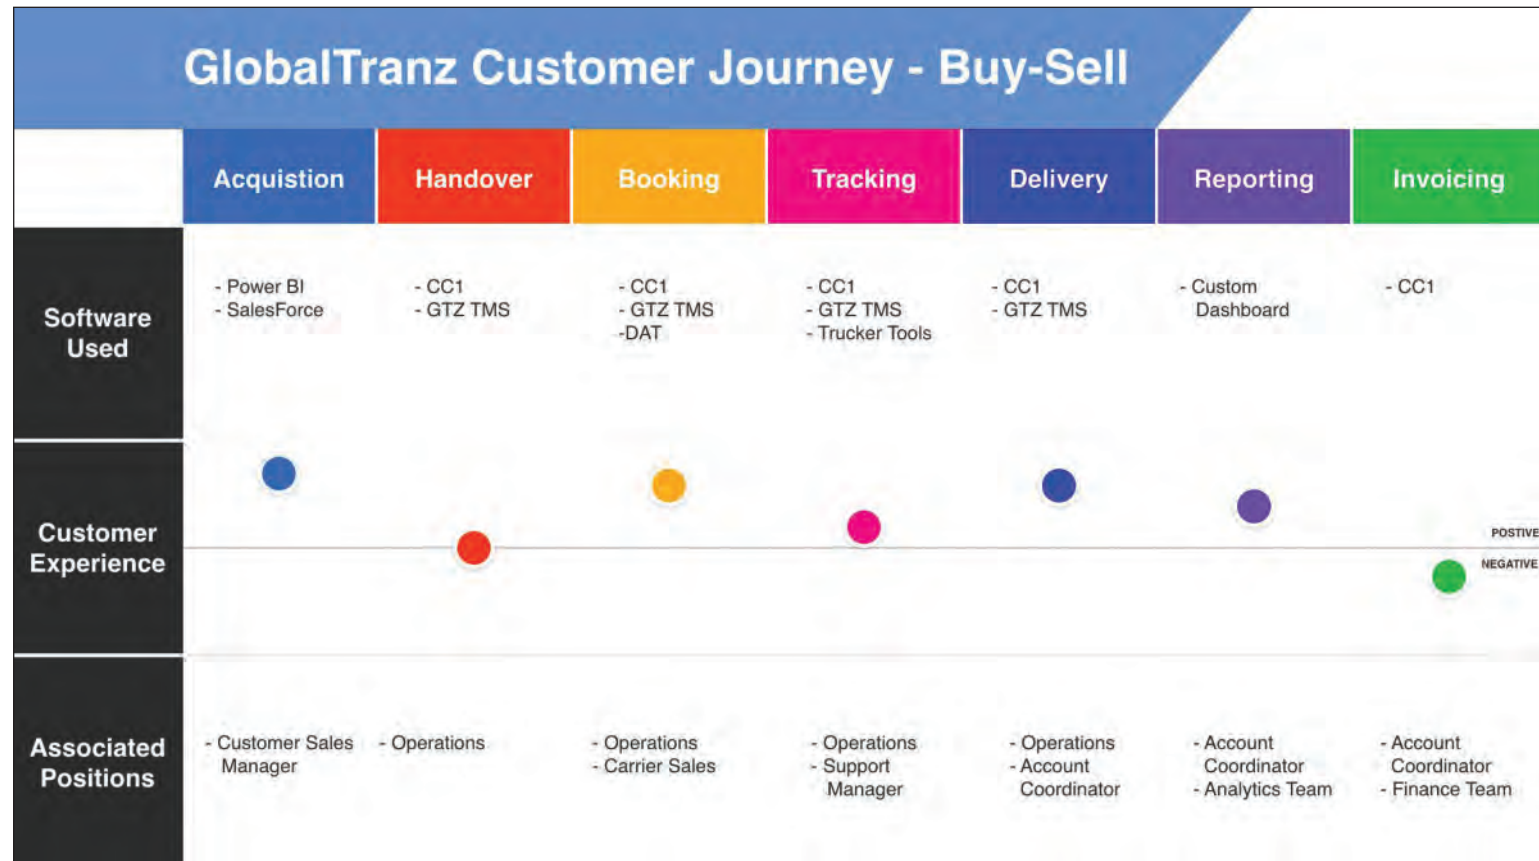 GlobalTranz Customer Journey - Buy-Sell
Acquistion
Handover
Booking
Tracking
Delivery
Reporting
Invoicing
Software
Used
- Power BI
- SalesForce
- CC1
- GTZ TMS
- CC1
- GTZ TMS
-DAT
- CC1
- GTZ TMS
- Trucker Tools
- CC1
- GTZ TMS
- Custom
Dashboard
- CC1
Customer
Experience
POSTIVE
NEGATIVE
Associated
Positions
- Customer Sales
Manager
- Operations
- Operations
- Carrier Sales
- Operations
- Support
Manager
- Operations
- Account
Coordinator
- Account
Coordinator
- Analytics Team
- Account
Coordinator
- Finance Team